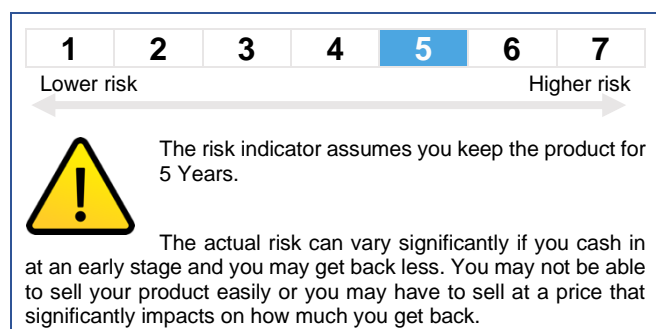 1 2 3 4 5 6 7
Lower risk Higher risk
The risk indicator assumes you keep the product for
5 Years.
The actual risk can vary significantly if you cash in
at an early stage and you may get back less. You may not be able
to sell your product easily or you may have to sell at a price that
significantly impacts on how much you get back.